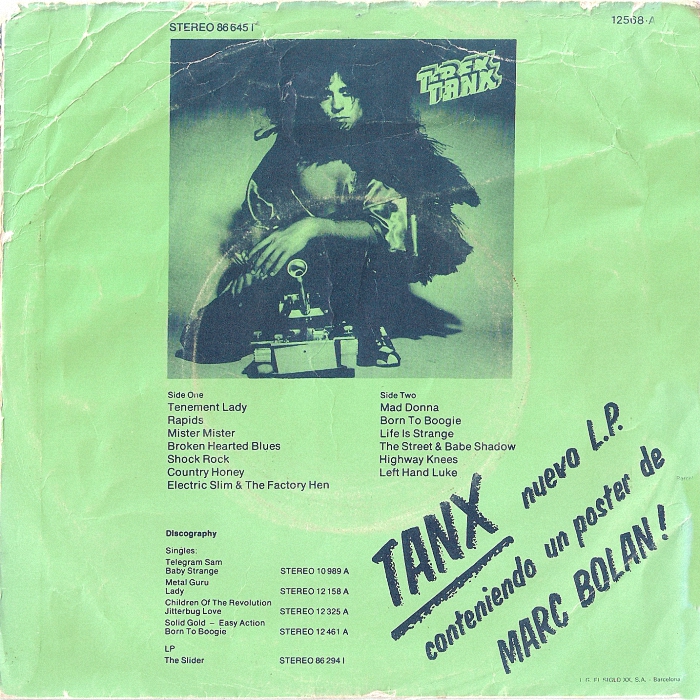 STEREO 86 645 I
12568-A
T. REX
TANX
Side One
Tenement Lady
Rapids
Mister Mister
Broken Hearted Blues
Shock Rock
Country Honey
Electric Slim & The Factory Hen
Side Two
Mad Donna
Born To Boogie
Life Is Strange
The Street & Babe Shadow
Highway Knees
Left Hand Luke
TANX nuevo L.P.
conteniendo un poster de
MARC BOLAN!
Discography
Singles:
Telegram Sam
Baby Strange STEREO 10 989 A
Metal Guru
Lady STEREO 12 158 A
Children Of The Revolution
Jitterbug Love STEREO 12 325 A
Solid Gold – Easy Action
Born To Boogie STEREO 12 461 A
LP
The Slider STEREO 86 294 I
EL SIGLO XX, S.A. - Barcelona